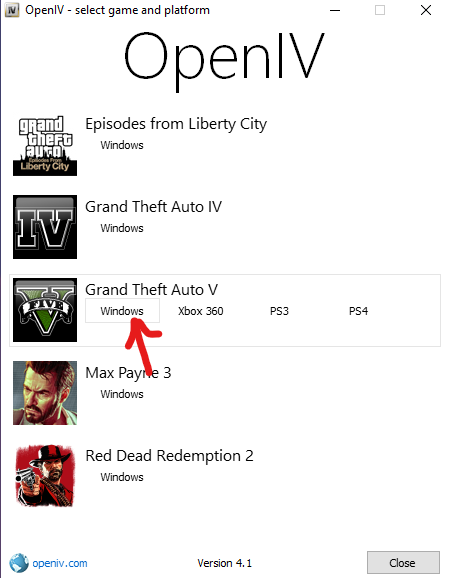 OpenIV - select game and platform
OpenIV
grand
theft
auto
Episodes from
Liberty City
Episodes from Liberty City
Windows
IV
Grand Theft Auto IV
Windows
V
FIVE
Grand Theft Auto V
Windows Xbox 360 PS3 PS4
Max Payne 3
Windows
Red Dead Redemption 2
Windows
openiv.com
Version 4.1
Close